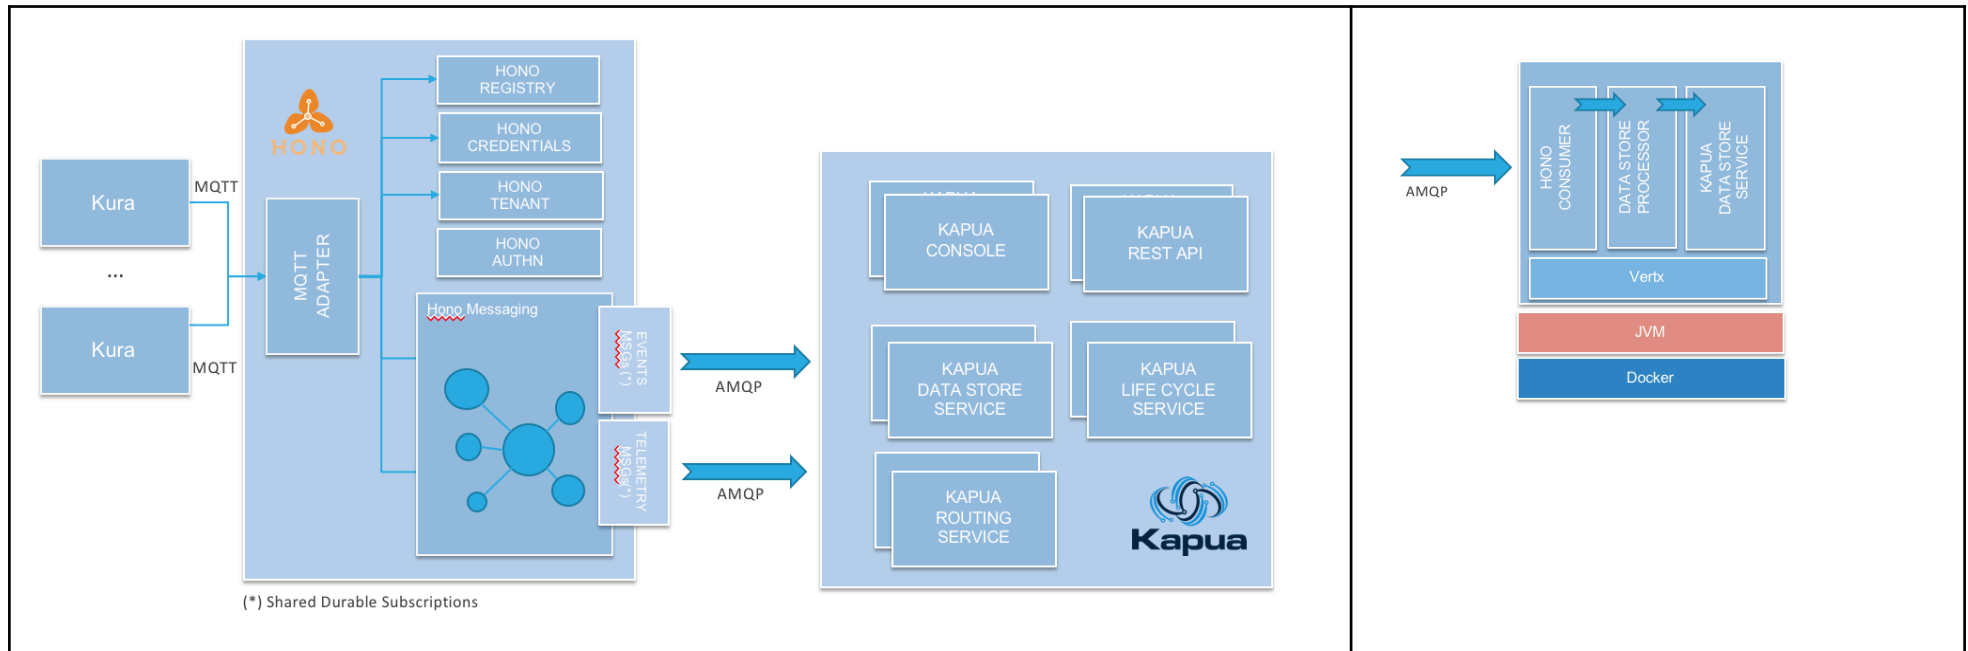 Kura
MQTT
...
Kura
MQTT
HONO
MQTT
ADAPTER
HONO
REGISTRY
HONO
CREDENTIALS
HONO
TENANT
HONO
AUTHN
Hono Messaging
EVENTS
MSGs (*)
TELEMETRY
MSGs(*)
(*) Shared Durable Subscriptions
AMQP
AMQP
KAPUA
CONSOLE
KAPUA
REST API
KAPUA
DATA STORE
SERVICE
KAPUA
LIFE CYCLE
SERVICE
KAPUA
ROUTING
SERVICE
Kapua
AMQP
HONO
CONSUMER
DATA STORE
PROCESSOR
KAPUA
DATA STORE
SERVICE
Vertx
JVM
Docker